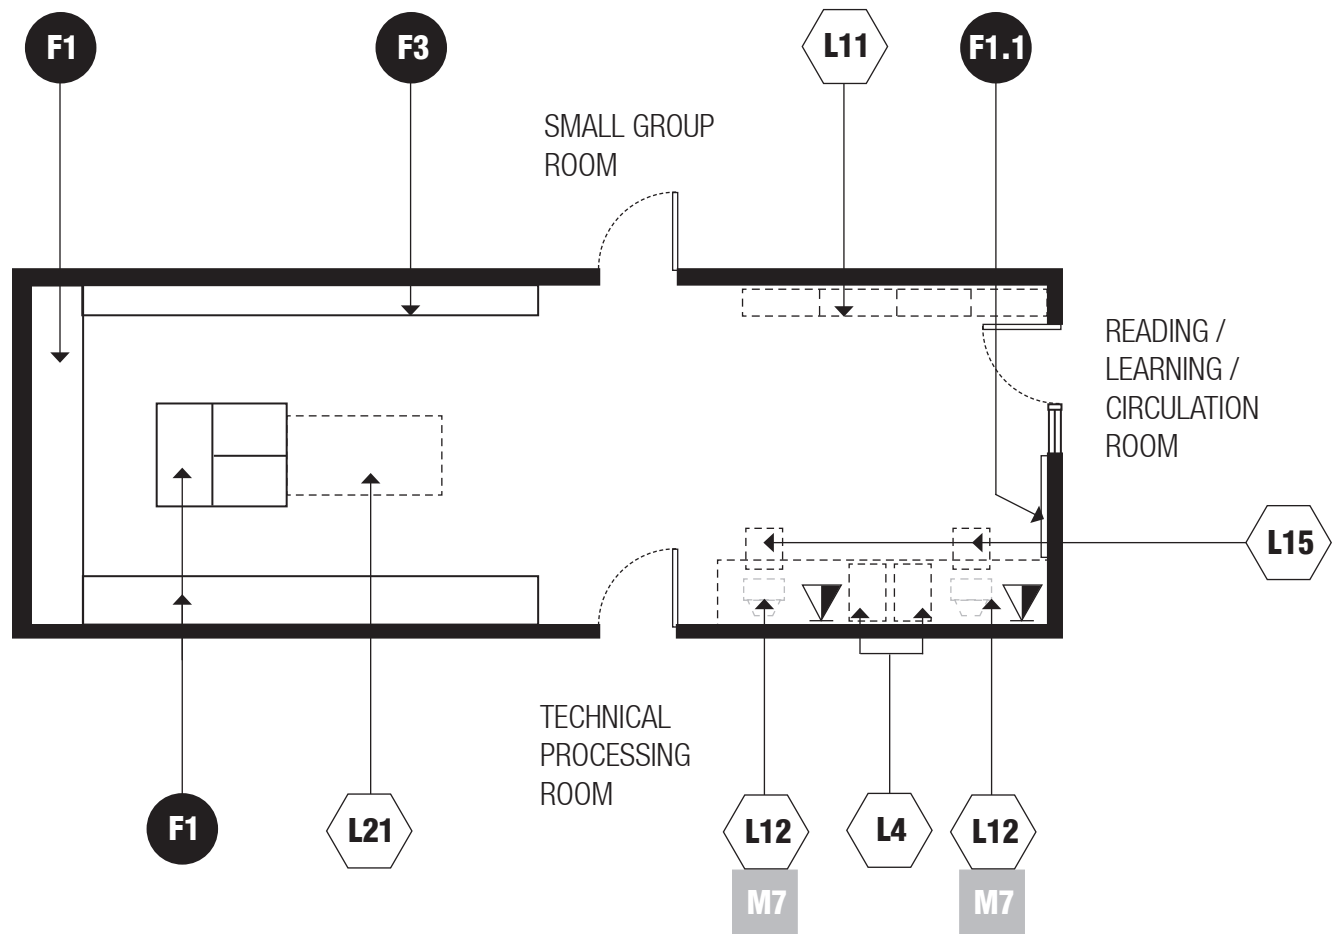 F1
F3
L11
F1.1
SMALL GROUP
ROOM
READING /
LEARNING /
CIRCULATION
ROOM
L15
TECHNICAL
PROCESSING
ROOM
F1
L21
L12
L4
L12
M7
M7